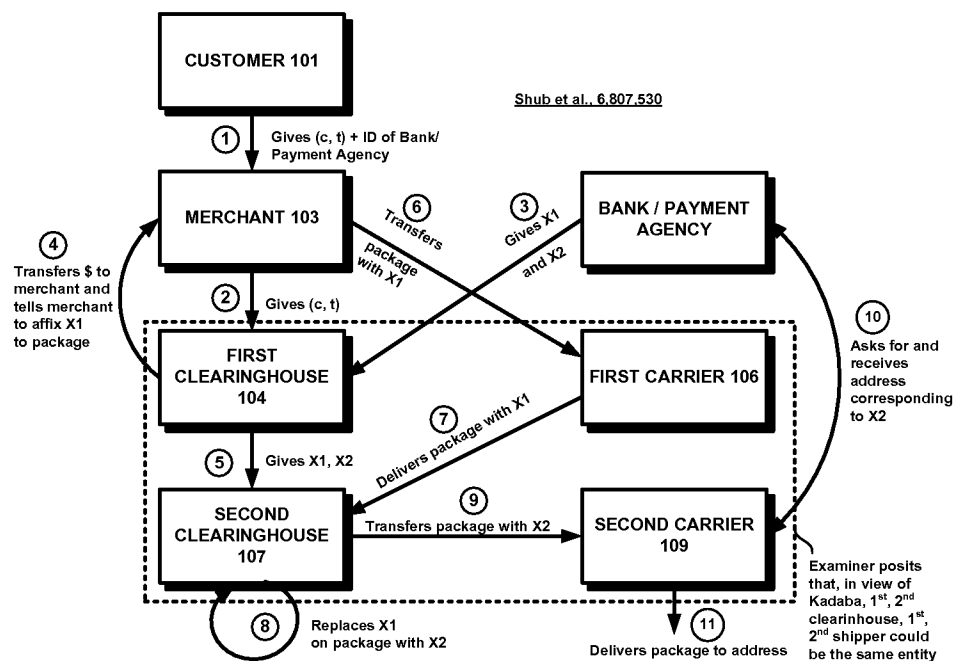 CUSTOMER 101
Shub et al., 6,807,530
1
Gives (c, t) + ID of Bank/
Payment Agency
MERCHANT 103
6
Transfers
package
with X1
3
Gives X1
and X2
BANK / PAYMENT
AGENCY
4
Transfers $ to
merchant and
tells merchant
to affix X1
to package
2
Gives (c, t)
10
Asks for and
receives
address
corresponding
to X2
FIRST
CLEARINGHOUSE
104
FIRST CARRIER 106
7
Delivers package with X1
5
Gives X1, X2
SECOND
CLEARINGHOUSE
107
9
Transfers package with X2
SECOND CARRIER
109
8
Replaces X1
on package with X2
11
Delivers package to address
Examiner posits
that, in view of
Kadaba, 1st, 2nd
clearinhouse, 1st,
2nd shipper could
be the same entity